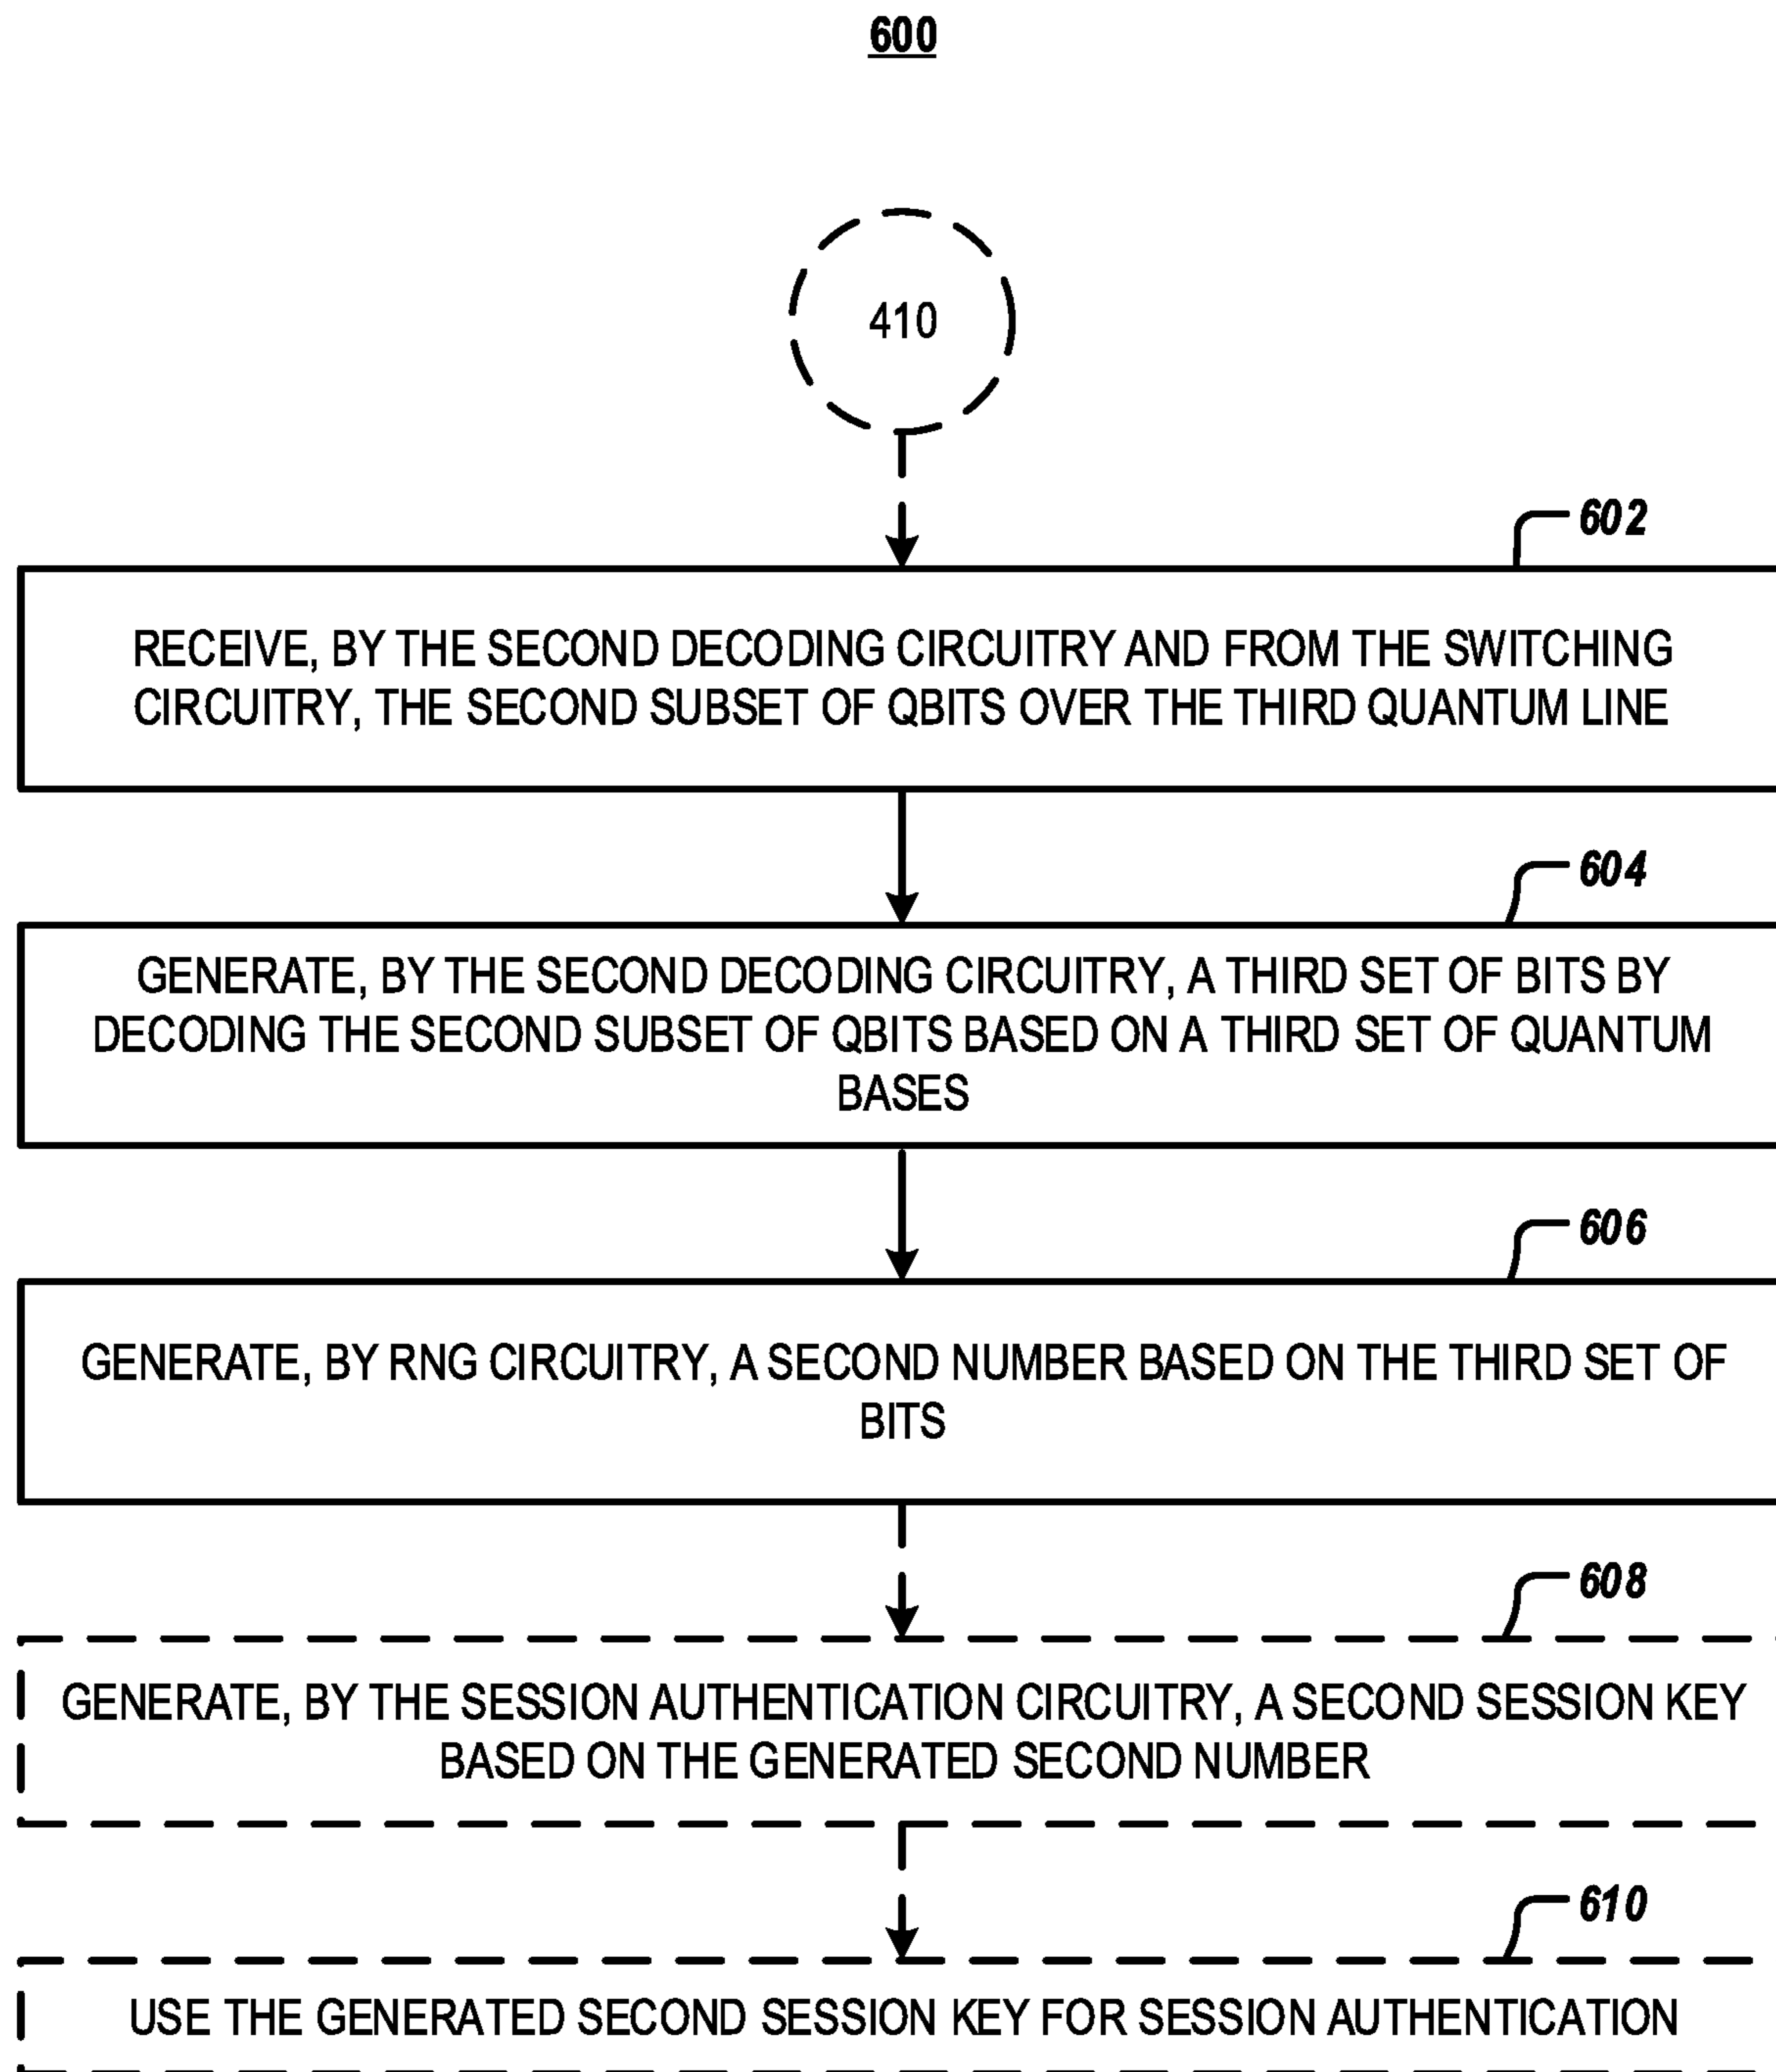 600
410
602
RECEIVE, BY THE SECOND DECODING CIRCUITRY AND FROM THE SWITCHING
CIRCUITRY, THE SECOND SUBSET OF QBITS OVER THE THIRD QUANTUM LINE
604
GENERATE, BY THE SECOND DECODING CIRCUITRY, A THIRD SET OF BITS BY
DECODING THE SECOND SUBSET OF QBITS BASED ON A THIRD SET OF QUANTUM
BASES
606
GENERATE, BY RNG CIRCUITRY, A SECOND NUMBER BASED ON THE THIRD SET OF
BITS
608
GENERATE, BY THE SESSION AUTHENTICATION CIRCUITRY, A SECOND SESSION KEY
BASED ON THE GENERATED SECOND NUMBER
610
USE THE GENERATED SECOND SESSION KEY FOR SESSION AUTHENTICATION